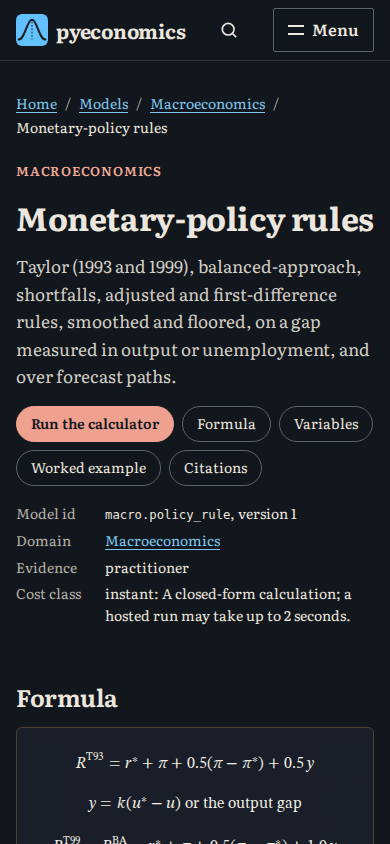 pyeconomics
Menu
Home / Models / Macroeconomics /
Monetary-policy rules
MACROECONOMICS
Monetary-policy rules
Taylor (1993 and 1999), balanced-approach,
shortfalls, adjusted and first-difference
rules, smoothed and floored, on a gap
measured in output or unemployment, and
over forecast paths.
Run the calculator
Formula
Variables
Worked example
Citations
Model id macro.policy_rule, version 1
Domain Macroeconomics
Evidence practitioner
Cost class instant: A closed-form calculation; a
hosted run may take up to 2 seconds.
Formula
R^T93 = r* + π + 0.5(π − π*) + 0.5 y
y = k(u* − u) or the output gap